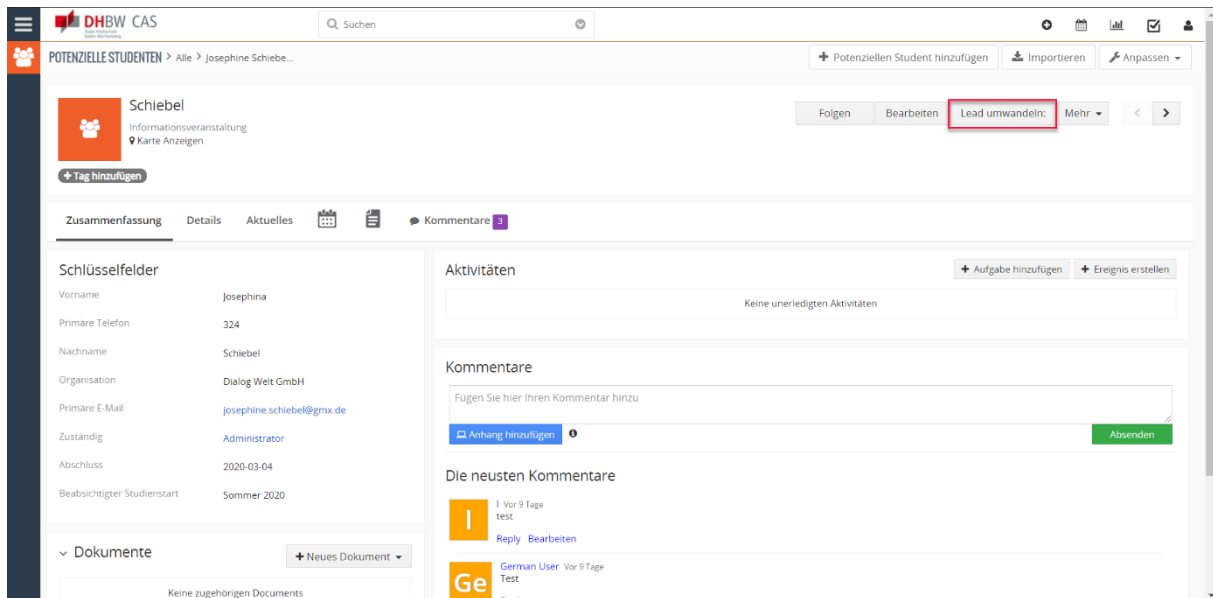 DHBW CAS
Duale Hochschule
Baden-Württemberg
Suchen
POTENZIELLE STUDENTEN > Alle > Josephine Schiebe...
+ Potenziellen Student hinzufügen
Importieren
Anpassen
Schiebel
Informationsveranstaltung
Karte Anzeigen
+ Tag hinzufügen
Folgen
Bearbeiten
Lead umwandeln:
Mehr
Zusammenfassung
Details
Aktuelles
Kommentare 3
Schlüsselfelder
Vorname Josephina
Primäre Telefon 324
Nachname Schiebel
Organisation Dialog Welt GmbH
Primäre E-Mail josephine.schiebel@gmx.de
Zuständig Administrator
Abschluss 2020-03-04
Beabsichtigter Studienstart Sommer 2020
Dokumente
+ Neues Dokument
Keine zugehörigen Documents
Aktivitäten
+ Aufgabe hinzufügen
+ Ereignis erstellen
Keine unerledigten Aktivitäten
Kommentare
Fügen Sie hier Ihren Kommentar hinzu
Anhang hinzufügen
Absenden
Die neusten Kommentare
I
I Vor 9 Tage
test
Reply Bearbeiten
Ge
German User Vor 9 Tage
Test